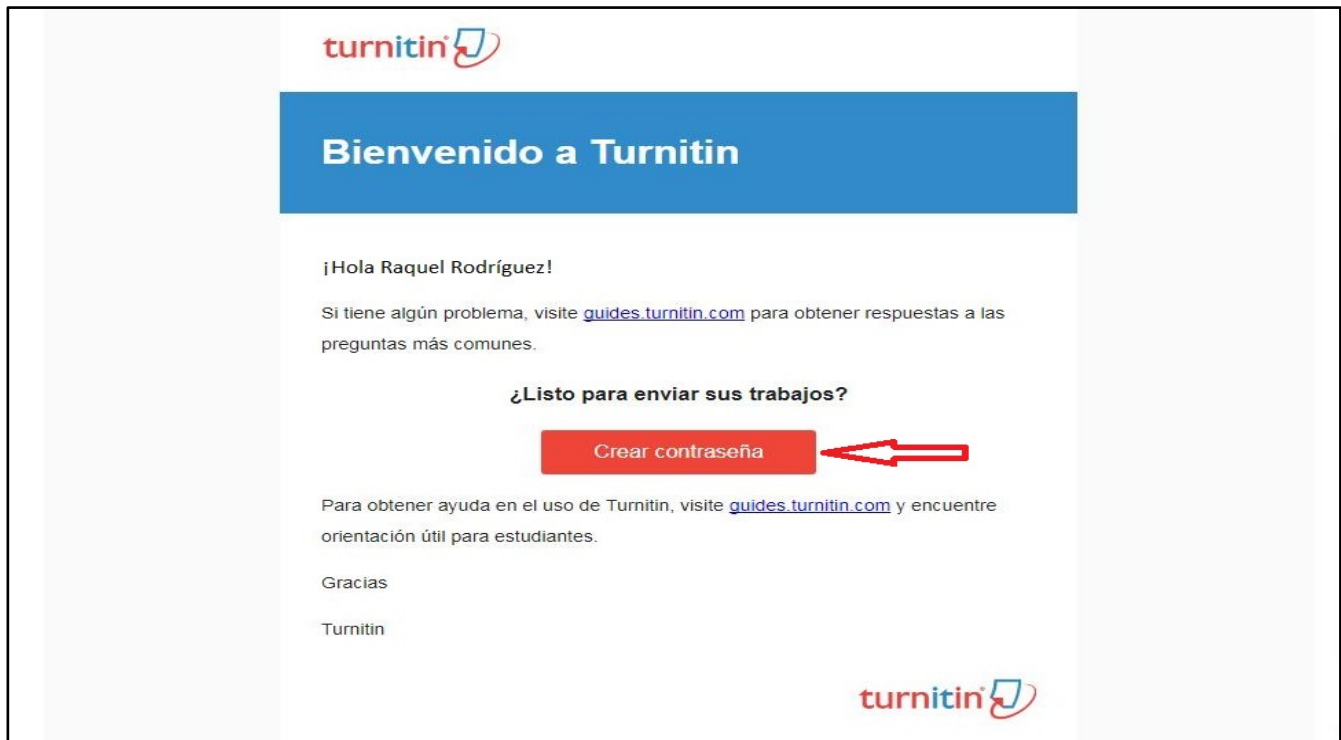 turnitin
Bienvenido a Turnitin
¡Hola Raquel Rodríguez!
Si tiene algún problema, visite guides.turnitin.com para obtener respuestas a las
preguntas más comunes.
¿Listo para enviar sus trabajos?
Crear contraseña
Para obtener ayuda en el uso de Turnitin, visite guides.turnitin.com y encuentre
orientación útil para estudiantes.
Gracias
Turnitin
turnitin